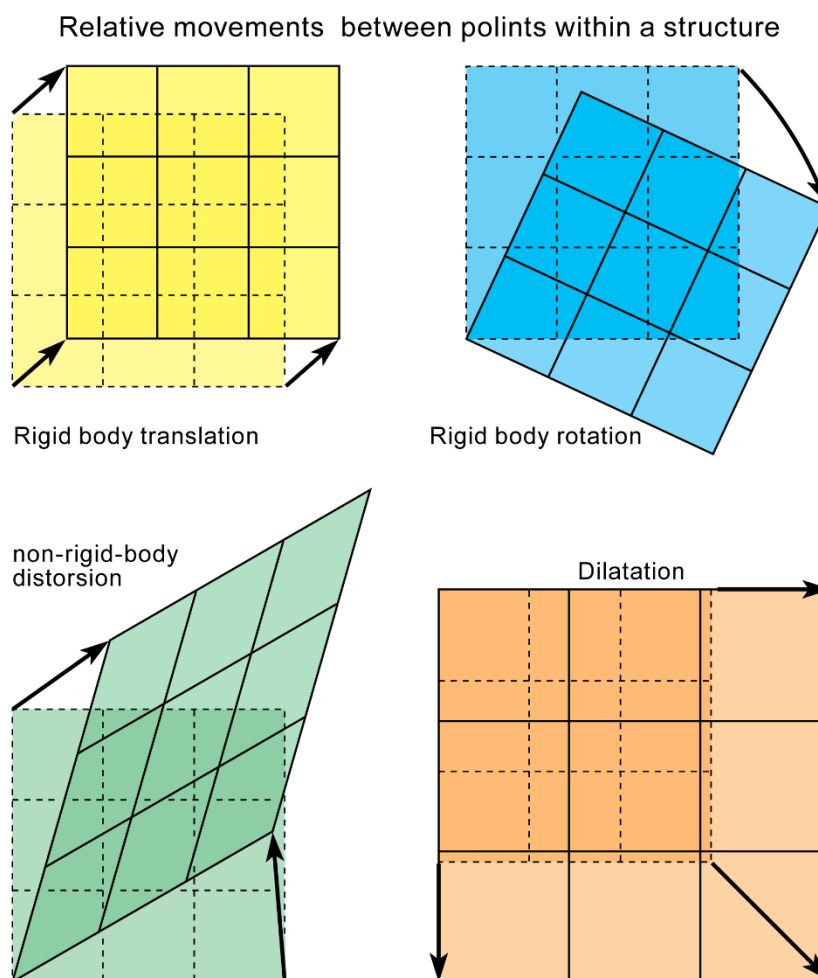 Relative movements between polints within a structure
Rigid body translation
Rigid body rotation
non-rigid-body
distorsion
Dilatation